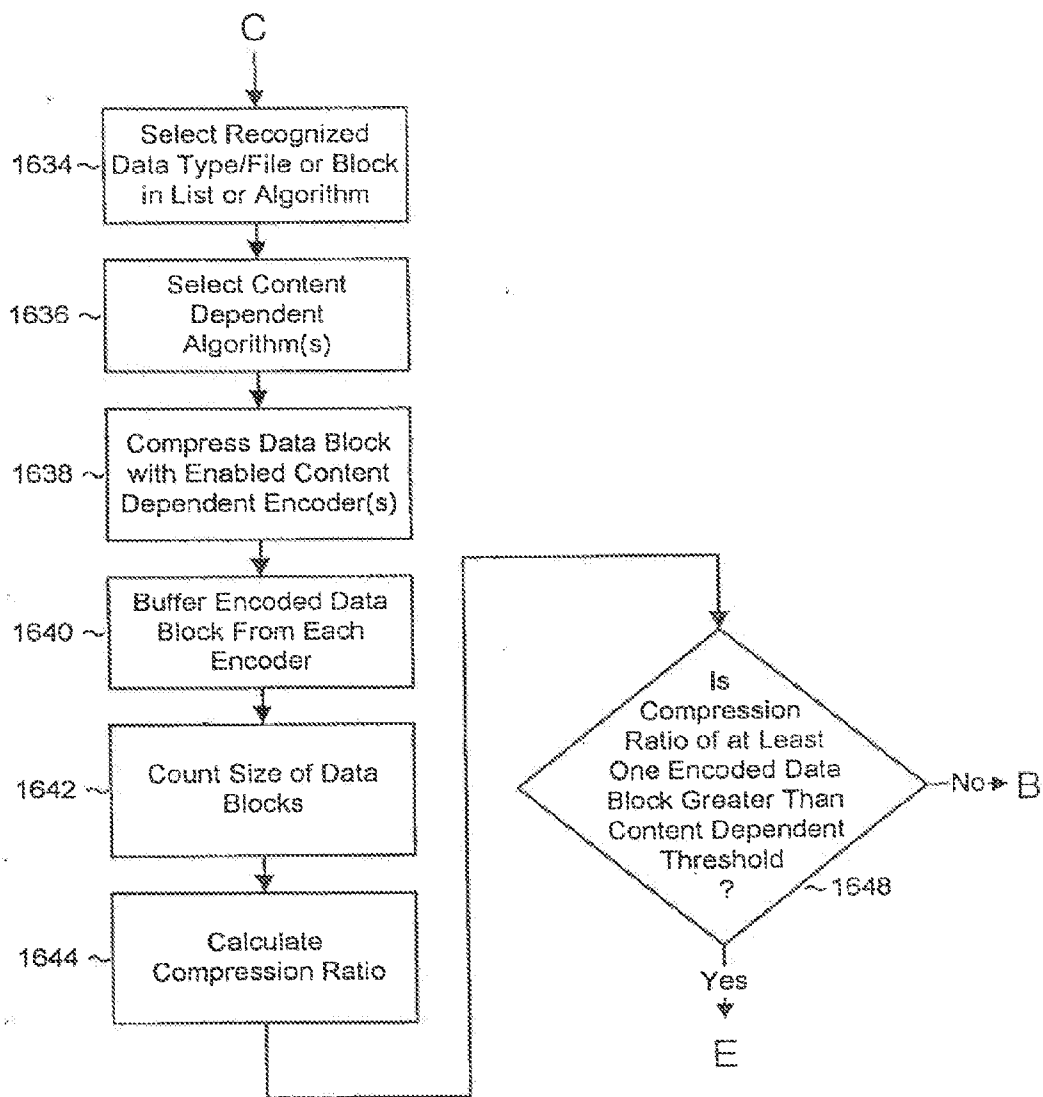 C
1634
Select Recognized
Data Type/File or Block
in List or Algorithm
1636
Select Content
Dependent
Algorithm(s)
1638
Compress Data Block
with Enabled Content
Dependent Encoder(s)
1640
Buffer Encoded Data
Block From Each
Encoder
1642
Count Size of Data
Blocks
1644
Calculate
Compression Ratio
Is
Compression
Ratio of at Least
One Encoded Data
Block Greater Than
Content Dependent
Threshold
?
1648
No
B
Yes
E